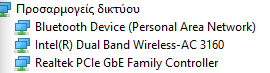 Προσαρμογείς δικτύου
Bluetooth Device (Personal Area Network)
Intel(R) Dual Band Wireless-AC 3160
Realtek PCIe GbE Family Controller